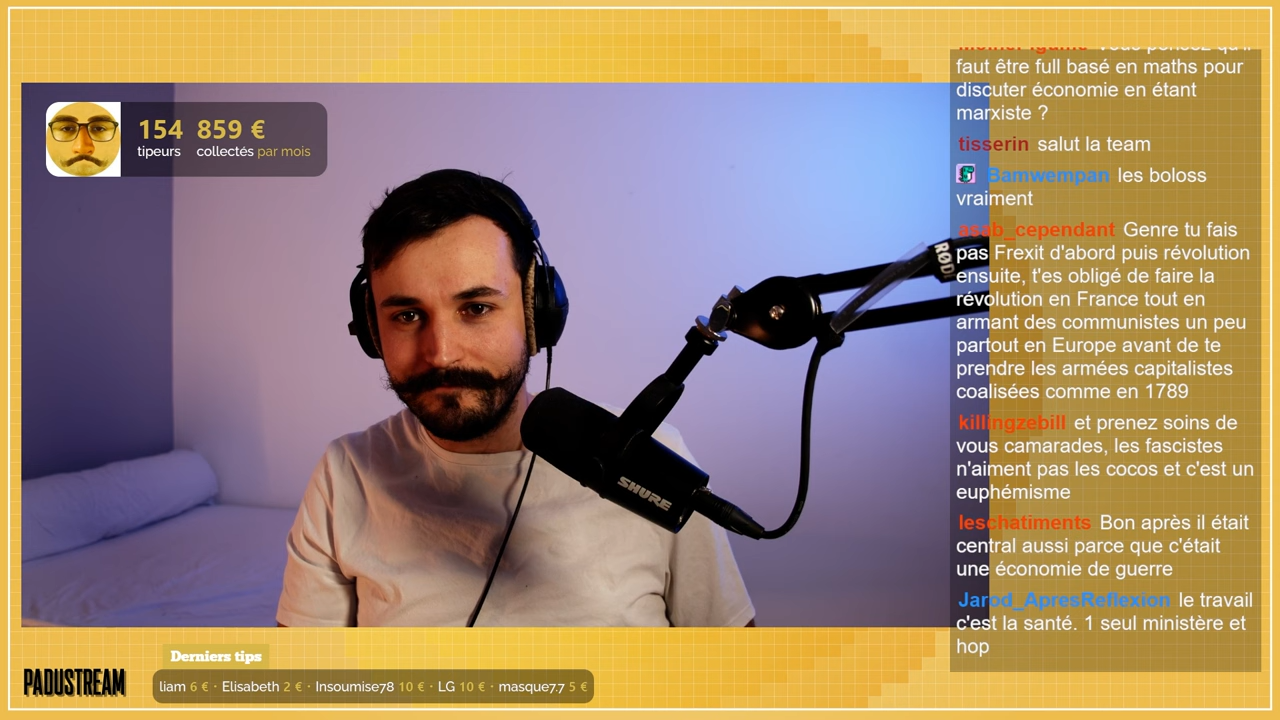 154 859 €
tipeurs collectés par mois
faut être full basé en maths pour
discuter économie en étant
marxiste ?
tisserin salut la team
Bamwempan les boloss
vraiment
asab_cependant Genre tu fais
pas Frexit d'abord puis révolution
ensuite, t'es obligé de faire la
révolution en France tout en
armant des communistes un peu
partout en Europe avant de te
prendre les armées capitalistes
coalisées comme en 1789
killingzebill et prenez soins de
vous camarades, les fascistes
n'aiment pas les cocos et c'est un
euphémisme
leschatiments Bon après il était
central aussi parce que c'était
une économie de guerre
Jarod_ApresReflexion le travail
c'est la santé. 1 seul ministère et
hop
RØDE
SHURE
Derniers tips
PADUSTREAM
liam 6 € · Elisabeth 2 € · Insoumise78 10 € · LG 10 € · masque7.7 5 €